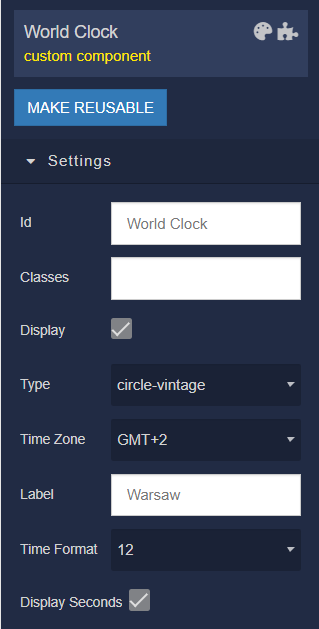 World Clock
custom component
MAKE REUSABLE
Settings
Id World Clock
Classes
Display
Type circle-vintage
Time Zone GMT+2
Label Warsaw
Time Format 12
Display Seconds